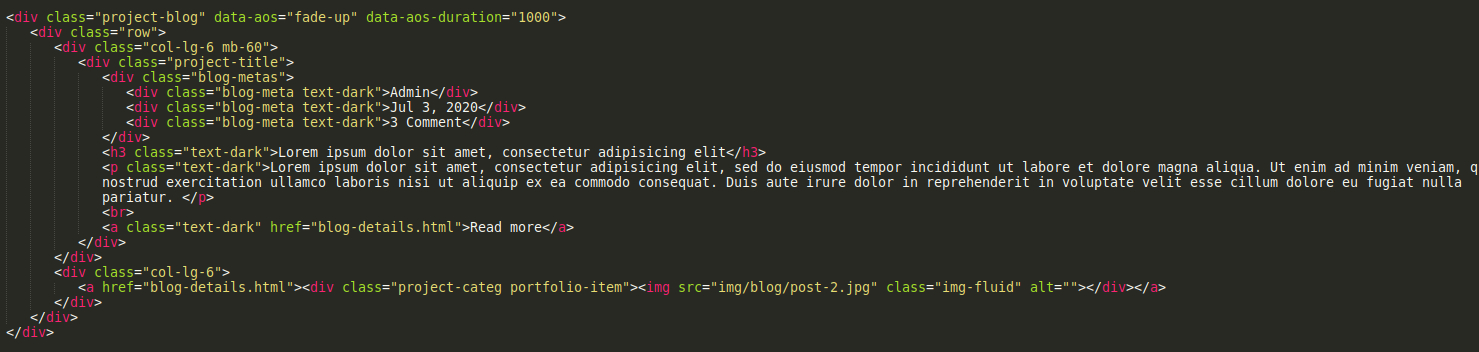 <div class="project-blog" data-aos="fade-up" data-aos-duration="1000">
<div class="row">
<div class="col-lg-6 mb-60">
<div class="project-title">
<div class="blog-metas">
<div class="blog-meta text-dark">Admin</div>
<div class="blog-meta text-dark">Jul 3, 2020</div>
<div class="blog-meta text-dark">3 Comment</div>
</div>
<h3 class="text-dark">Lorem ipsum dolor sit amet, consectetur adipisicing elit</h3>
<p class="text-dark">Lorem ipsum dolor sit amet, consectetur adipisicing elit, sed do eiusmod tempor incididunt ut labore et dolore magna aliqua. Ut enim ad minim veniam, q
nostrud exercitation ullamco laboris nisi ut aliquip ex ea commodo consequat. Duis aute irure dolor in reprehenderit in voluptate velit esse cillum dolore eu fugiat nulla
pariatur. </p>
<br>
<a class="text-dark" href="blog-details.html">Read more</a>
</div>
</div>
<div class="col-lg-6">
<a href="blog-details.html"><div class="project-categ portfolio-item"><img src="img/blog/post-2.jpg" class="img-fluid" alt=""></div></a>
</div>
</div>
</div>